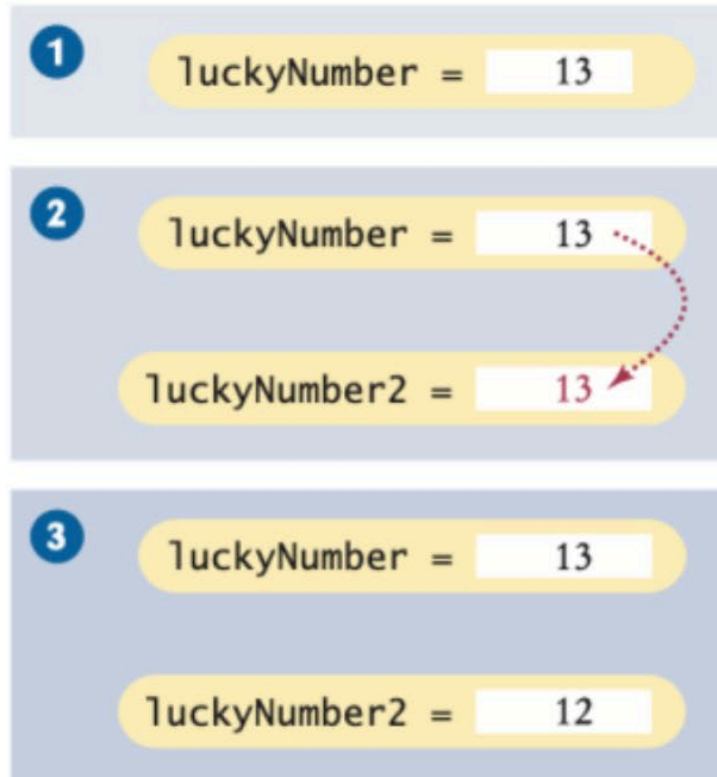 1
luckyNumber = 13
2
luckyNumber = 13
luckyNumber2 = 13
3
luckyNumber = 13
luckyNumber2 = 12